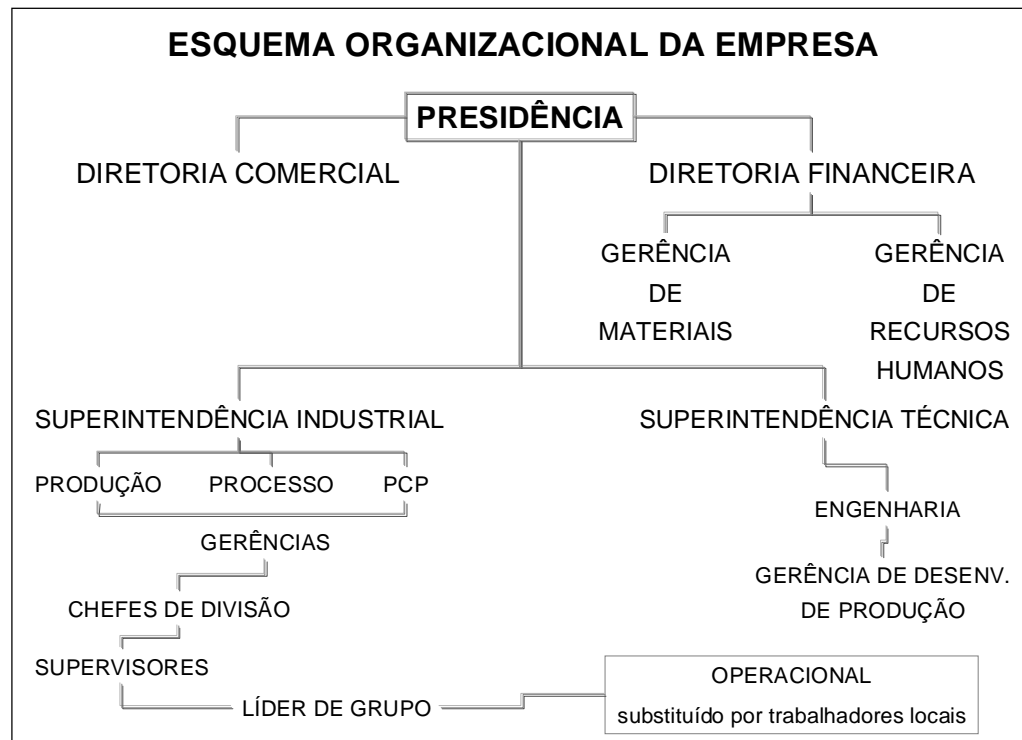 ESQUEMA ORGANIZACIONAL DA EMPRESA
PRESIDÊNCIA
DIRETORIA COMERCIAL
DIRETORIA FINANCEIRA
GERÊNCIA
DE
MATERIAIS
GERÊNCIA
DE
RECURSOS
HUMANOS
SUPERINTENDÊNCIA INDUSTRIAL
SUPERINTENDÊNCIA TÉCNICA
PRODUÇÃO
PROCESSO
PCP
GERÊNCIAS
CHEFES DE DIVISÃO
SUPERVISORES
LÍDER DE GRUPO
ENGENHARIA
GERÊNCIA DE DESENV.
DE PRODUÇÃO
OPERACIONAL
substituído por trabalhadores locais